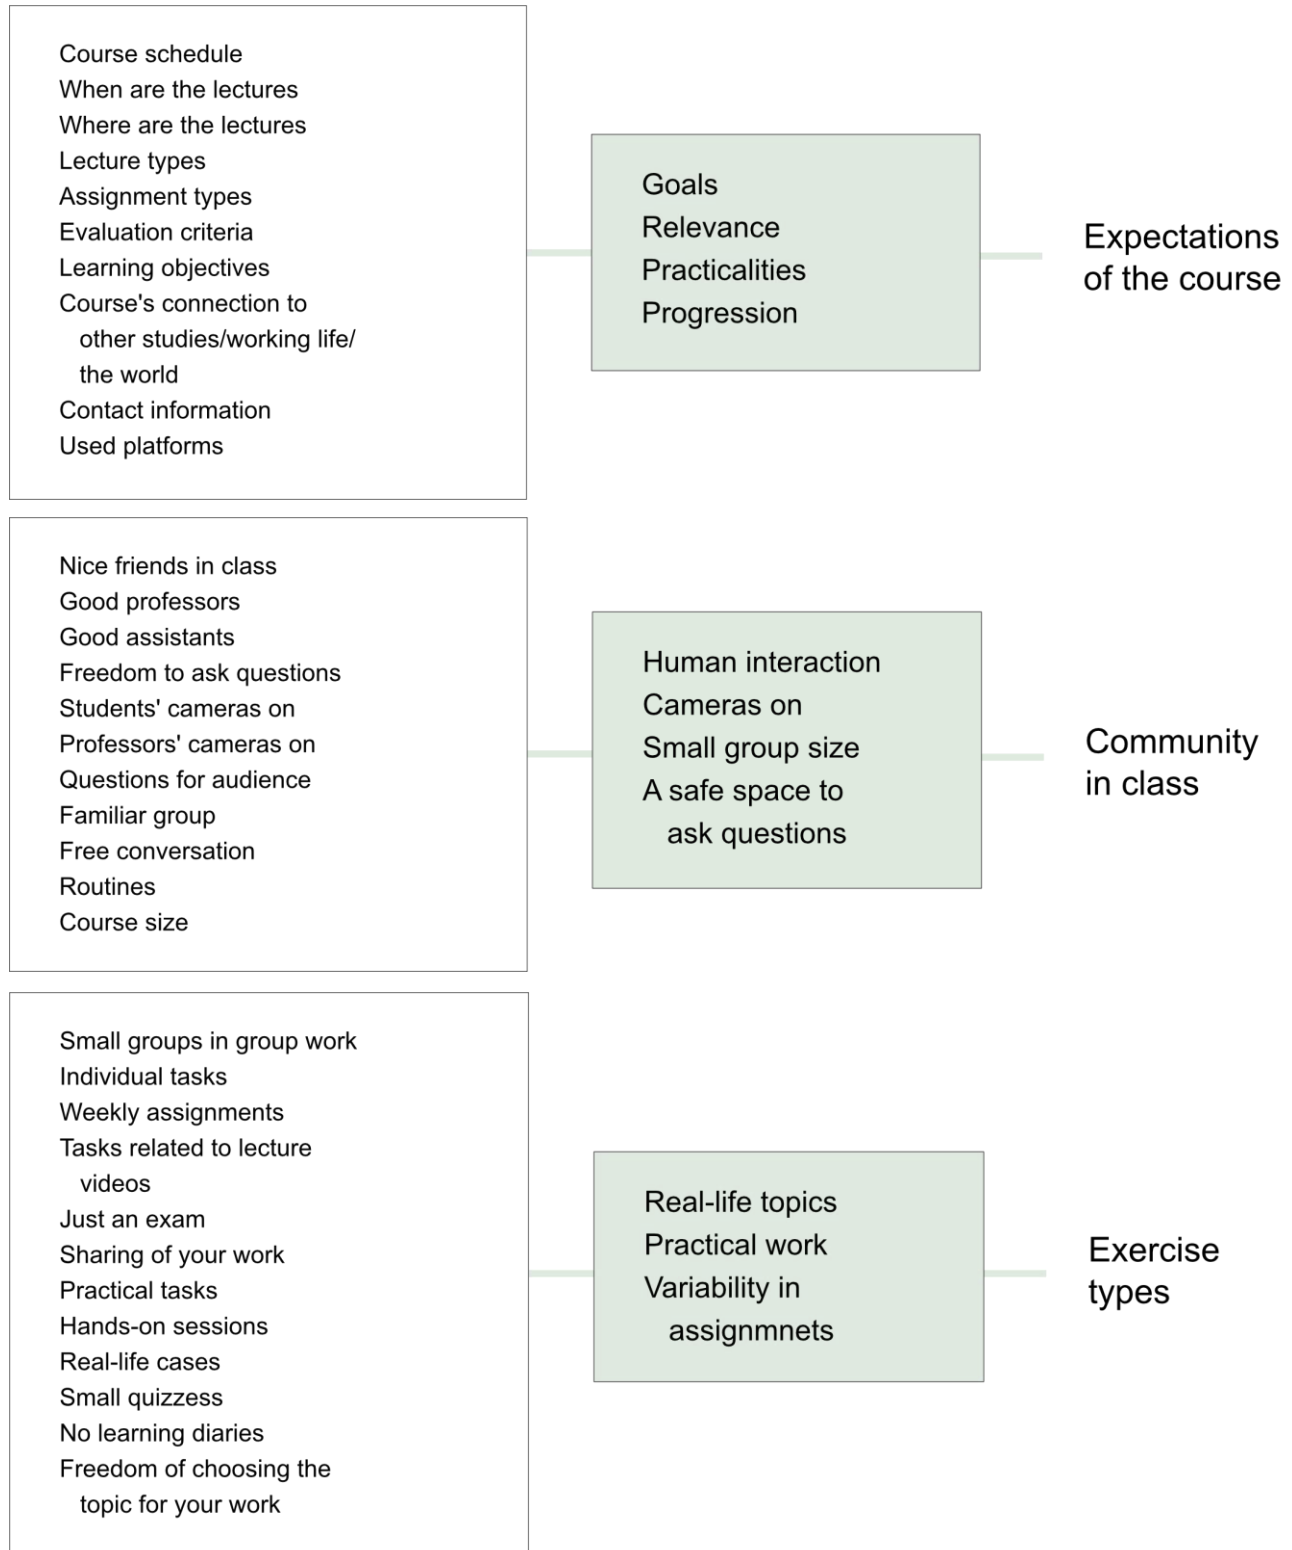 Course schedule
When are the lectures
Where are the lectures
Lecture types
Assignment types
Evaluation criteria
Learning objectives
Course's connection to
other studies/working life/
the world
Contact information
Used platforms
Goals
Relevance
Practicalities
Progression
Expectations
of the course
Nice friends in class
Good professors
Good assistants
Freedom to ask questions
Students' cameras on
Professors' cameras on
Questions for audience
Familiar group
Free conversation
Routines
Course size
Human interaction
Cameras on
Small group size
A safe space to
ask questions
Community
in class
Small groups in group work
Individual tasks
Weekly assignments
Tasks related to lecture
videos
Just an exam
Sharing of your work
Practical tasks
Hands-on sessions
Real-life cases
Small quizzess
No learning diaries
Freedom of choosing the
topic for your work
Real-life topics
Practical work
Variability in
assignmnets
Exercise
types